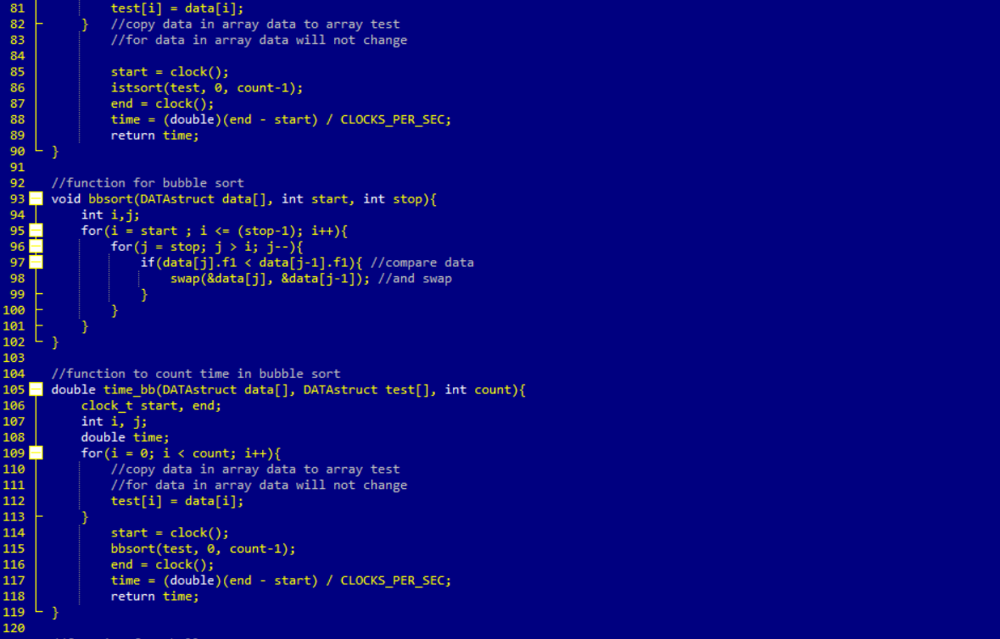 81 test[i] = data[i];
82 } //copy data in array data to array test
83 //for data in array data will not change
84
85 start = clock();
86 istsort(test, 0, count-1);
87 end = clock();
88 time = (double)(end - start) / CLOCKS_PER_SEC;
89 return time;
90 }
91
92 //function for bubble sort
93 void bbsort(DATAstruct data[], int start, int stop){
94 int i,j;
95 for(i = start ; i <= (stop-1); i++){
96 for(j = stop; j > i; j--){
97 if(data[j].f1 < data[j-1].f1){ //compare data
98 swap(&data[j], &data[j-1]); //and swap
99 }
100 }
101 }
102 }
103
104 //function to count time in bubble sort
105 double time_bb(DATAstruct data[], DATAstruct test[], int count){
106 clock_t start, end;
107 int i, j;
108 double time;
109 for(i = 0; i < count; i++){
110 //copy data in array data to array test
111 //for data in array data will not change
112 test[i] = data[i];
113 }
114 start = clock();
115 bbsort(test, 0, count-1);
116 end = clock();
117 time = (double)(end - start) / CLOCKS_PER_SEC;
118 return time;
119 }
120